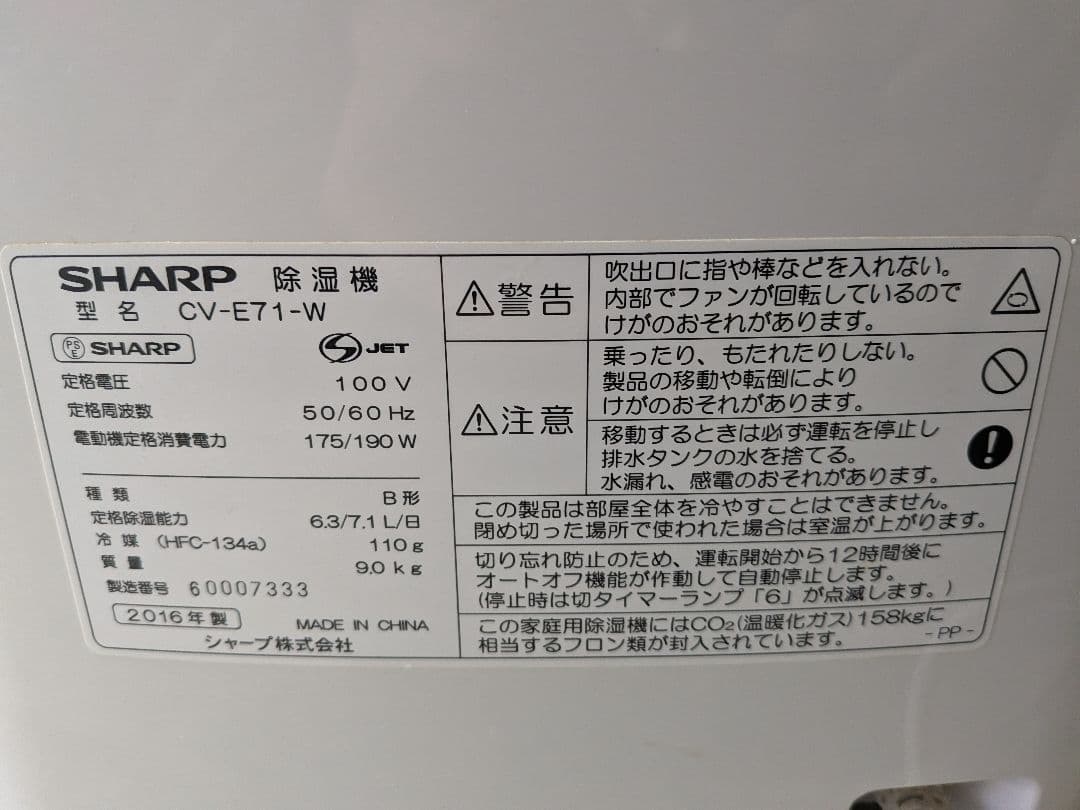 SHARP 除湿機
型名 CV-E71-W
PSE SHARP
S JET
定格電圧 100V
定格周波数 50/60 Hz
電動機定格消費電力 175/190 W
種類 B形
定格除湿能力 6.3/7.1 L/日
冷媒 (HFC-134a) 110g
質量 9.0 kg
製造番号 60007333
2016年製 MADE IN CHINA
シャープ株式会社
警告
吹出口に指や棒などを入れない。
内部でファンが回転しているので
けがのおそれがあります。
注意
乗ったり、もたれたりしない。
製品の移動や転倒により
けがのおそれがあります。
移動するときは必ず運転を停止し
排水タンクの水を捨てる。
水漏れ、感電のおそれがあります。
この製品は部屋全体を冷やすことはできません。
閉め切った場所で使われた場合は室温が上がります。
切り忘れ防止のため、運転開始から12時間後に
オートオフ機能が作動して自動停止します。
(停止時は切タイマーランプ「6」が点滅します。)
この家庭用除湿機にはCO₂(温暖化ガス)158kgに
相当するフロン類が封入されています。
-PP-